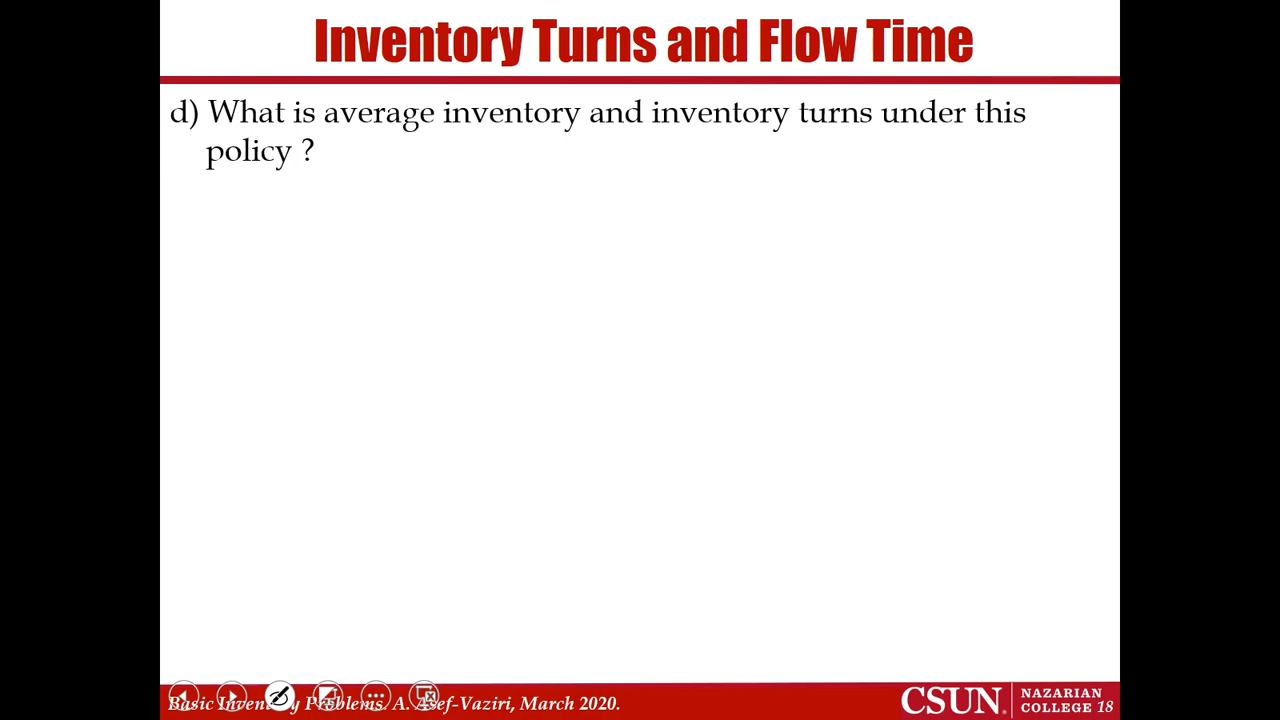 Inventory Turns and Flow Time
d) What is average inventory and inventory turns under this
policy ?
Basic Inventory Problems. A. Asef-Vaziri, March 2020.
CSUN
NAZARIAN
COLLEGE 18